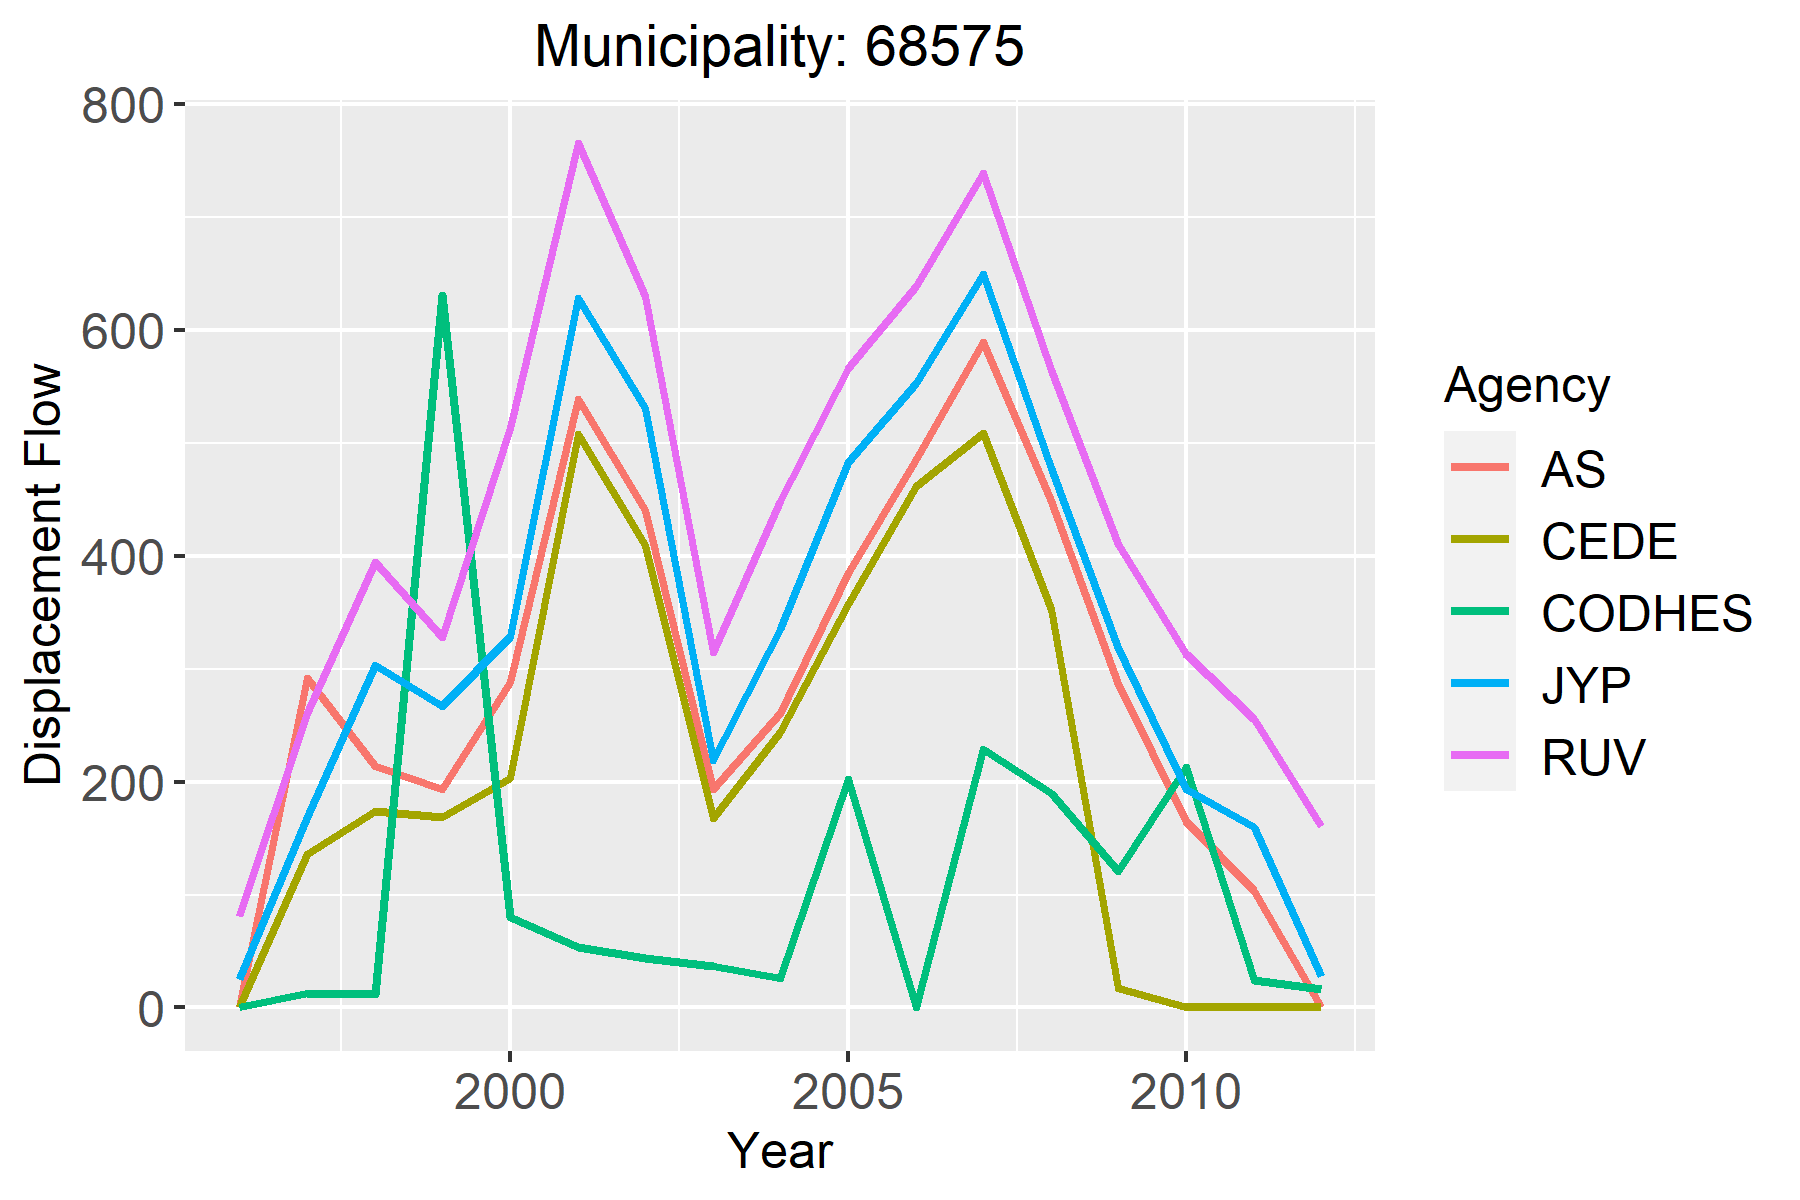 Municipality: 68575
800
600
400
200
0
Displacement Flow
2000 2005 2010
Year
Agency
AS
CEDE
CODHES
JYP
RUV